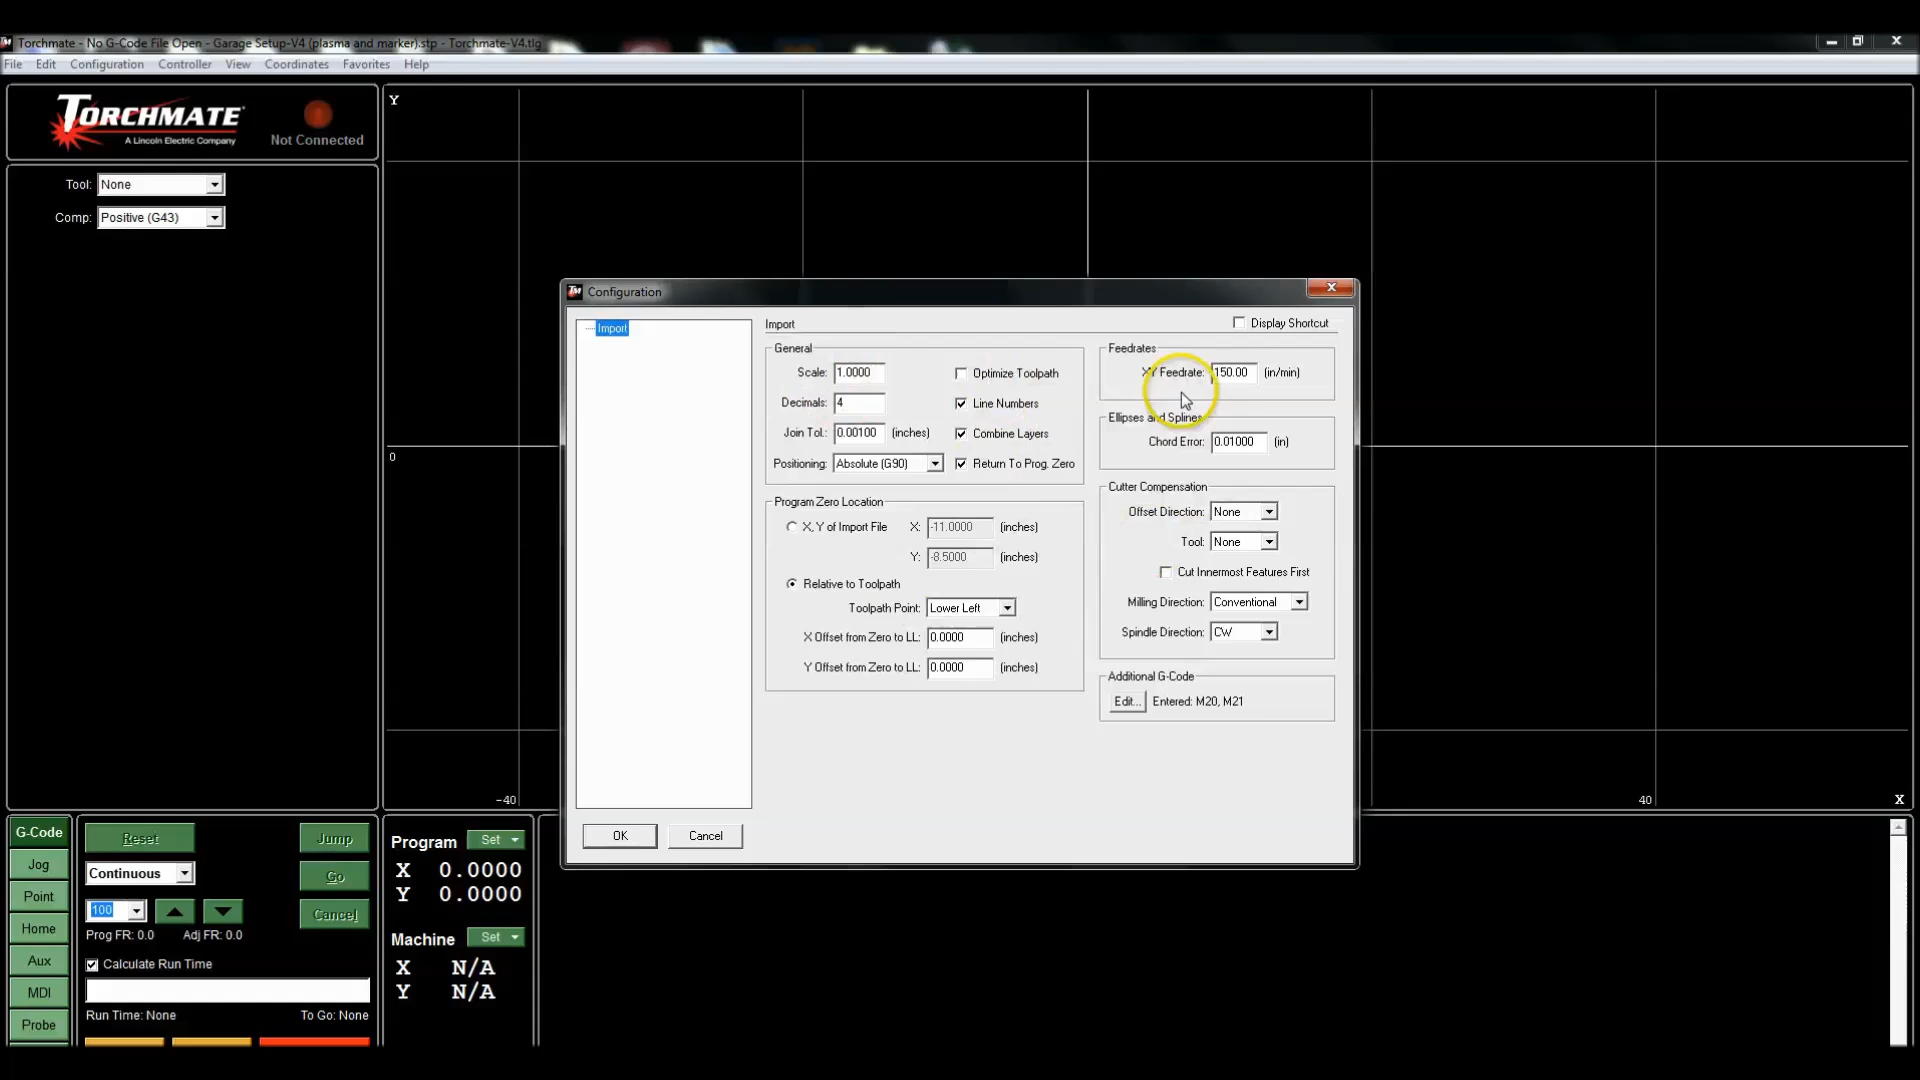 Torchmate - No G-Code File Open - Garage Setup-V4 (plasma and marker).stp - Torchmate-V4.tlg
File Edit Configuration Controller View Coordinates Favorites Help
TORCHMATE
A Lincoln Electric Company
Not Connected
Tool: None
Comp: Positive (G43)
Y
0
-40
40
X
TM Configuration
Import
Import
Display Shortcut
General
Scale: 1.0000
Optimize Toolpath
Decimals: 4
Line Numbers
Join Tol.: 0.00100 (inches)
Combine Layers
Positioning: Absolute (G90)
Return To Prog. Zero
Program Zero Location
X, Y of Import File X: -11.0000 (inches)
Y: -8.5000 (inches)
Relative to Toolpath
Toolpath Point: Lower Left
X Offset from Zero to LL: 0.0000 (inches)
Y Offset from Zero to LL: 0.0000 (inches)
Feedrates
XY Feedrate: 150.00 (in/min)
Ellipses and Splines
Chord Error: 0.01000 (in)
Cutter Compensation
Offset Direction: None
Tool: None
Cut Innermost Features First
Milling Direction: Conventional
Spindle Direction: CW
Additional G-Code
Edit... Entered: M20, M21
OK Cancel
G-Code
Jog
Point
Home
Aux
MDI
Probe
Reset
Jump
Continuous
Go
100
Cancel
Prog FR: 0.0 Adj FR: 0.0
Calculate Run Time
Run Time: None To Go: None
Program Set
X 0.0000
Y 0.0000
Machine Set
X N/A
Y N/A